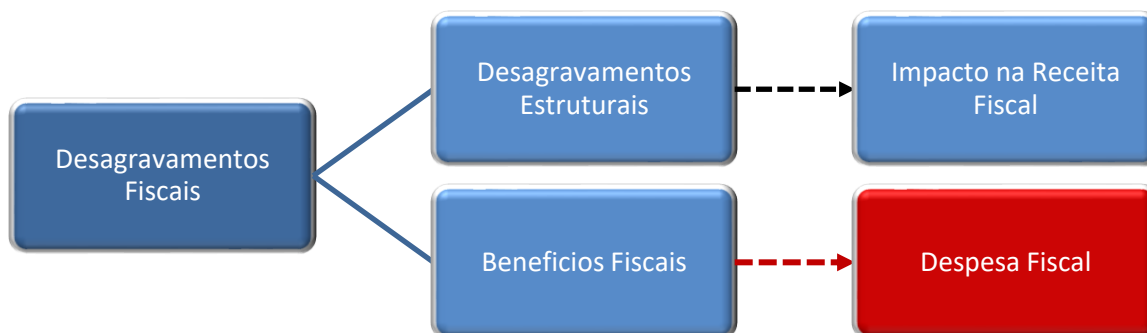 Desagravamentos
Fiscais
Desagravamentos
Estruturais
Impacto na Receita
Fiscal
Beneficios Fiscais
Despesa Fiscal